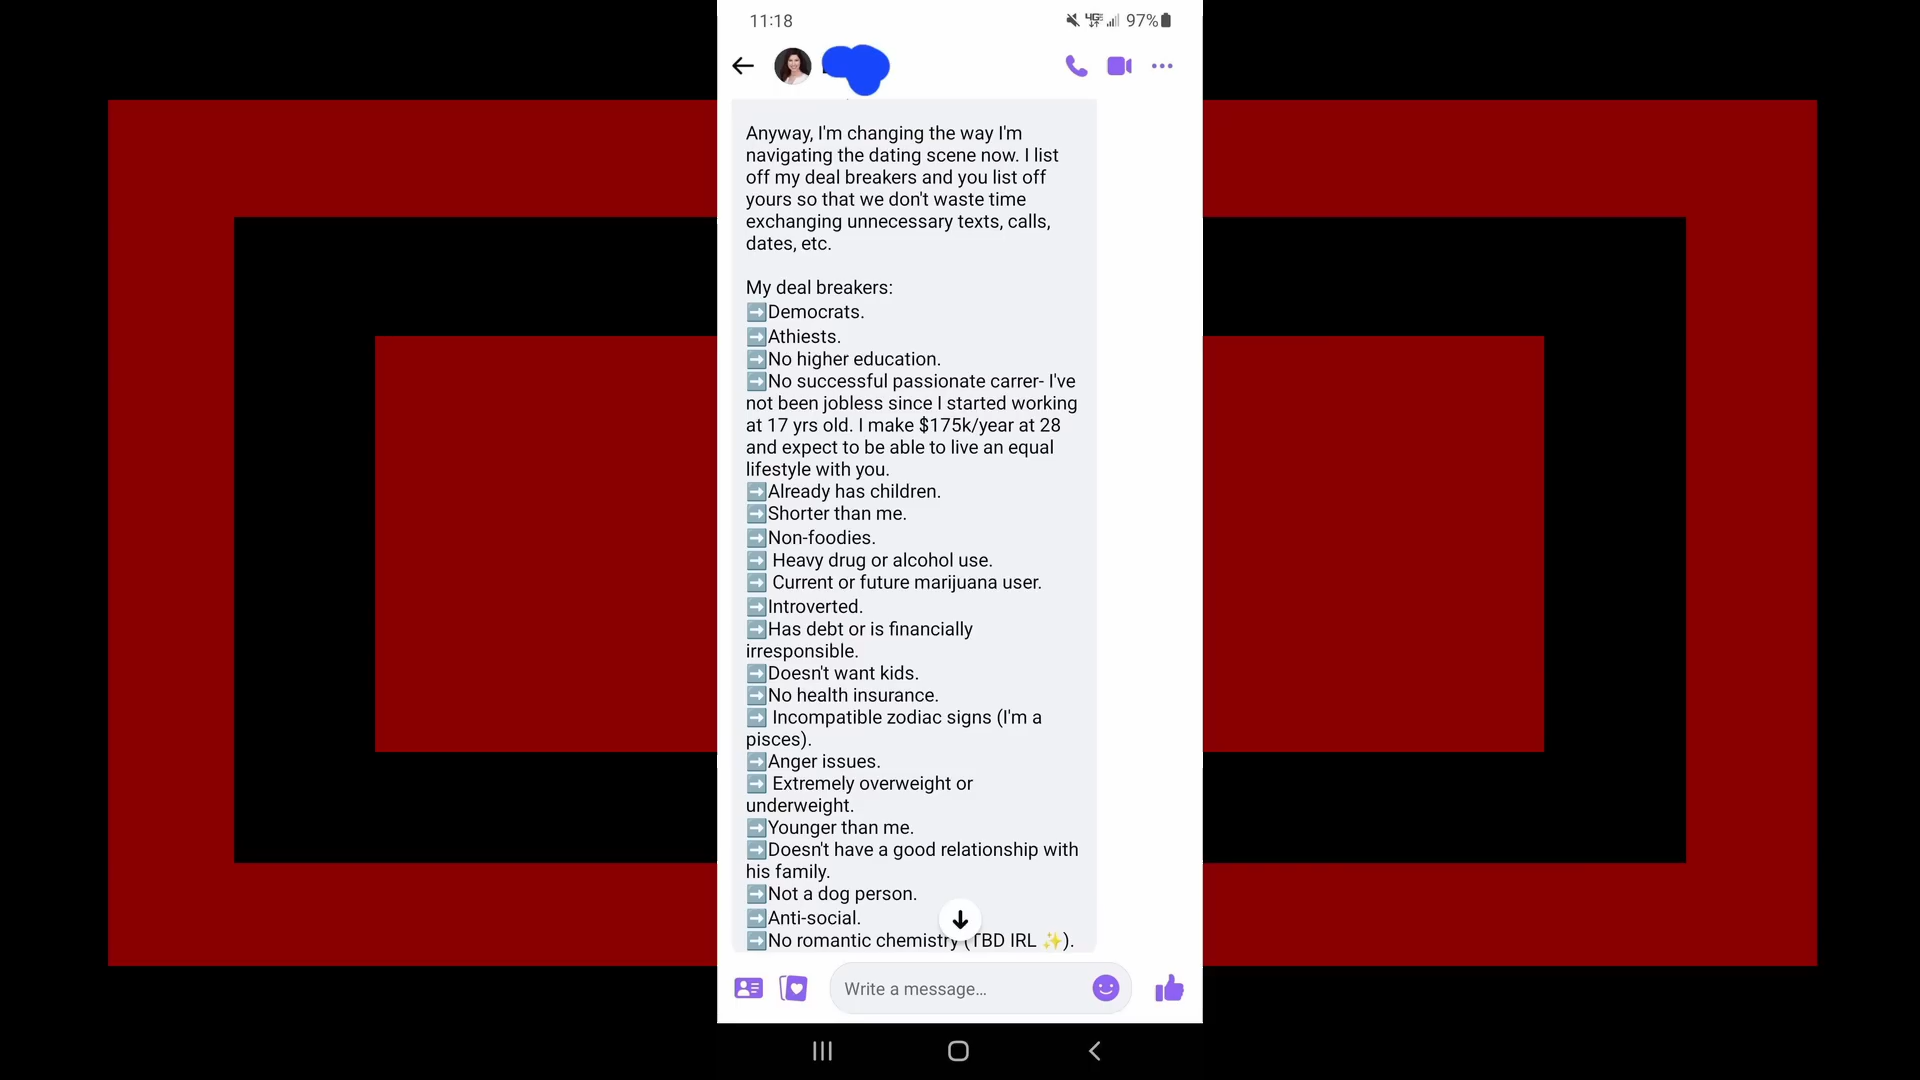 11:18
97%
Anyway, I'm changing the way I'm
navigating the dating scene now. I list
off my deal breakers and you list off
yours so that we don't waste time
exchanging unnecessary texts, calls,
dates, etc.
My deal breakers:
➡️Democrats.
➡️Athiests.
➡️No higher education.
➡️No successful passionate carrer- I've
not been jobless since I started working
at 17 yrs old. I make $175k/year at 28
and expect to be able to live an equal
lifestyle with you.
➡️Already has children.
➡️Shorter than me.
➡️Non-foodies.
➡️ Heavy drug or alcohol use.
➡️ Current or future marijuana user.
➡️Introverted.
➡️Has debt or is financially
irresponsible.
➡️Doesn't want kids.
➡️No health insurance.
➡️ Incompatible zodiac signs (I'm a
pisces).
➡️Anger issues.
➡️ Extremely overweight or
underweight.
➡️Younger than me.
➡️Doesn't have a good relationship with
his family.
➡️Not a dog person.
➡️Anti-social.
➡️No romantic chemistry (TBD IRL ✨).
Write a message...